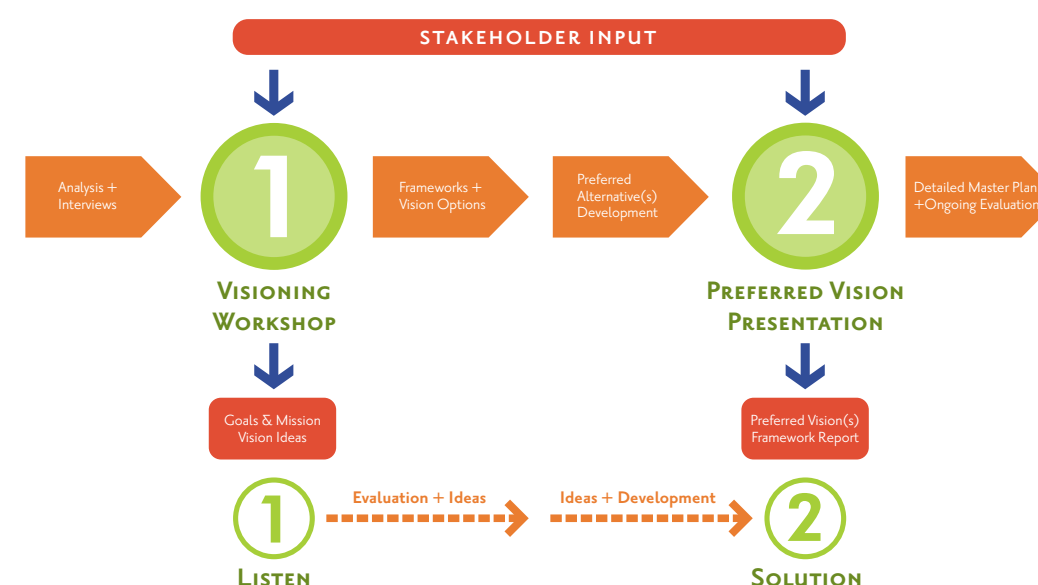 STAKEHOLDER INPUT
Analysis +
Interviews
1
Frameworks +
Vision Options
Preferred
Alternative(s)
Development
2
Detailed Master Plan
+Ongoing Evaluation
VISIONING
WORKSHOP
PREFERRED VISION
PRESENTATION
Goals & Mission
Vision Ideas
Preferred Vision(s)
Framework Report
1
Evaluation + Ideas
Ideas + Development
2
LISTEN
SOLUTION